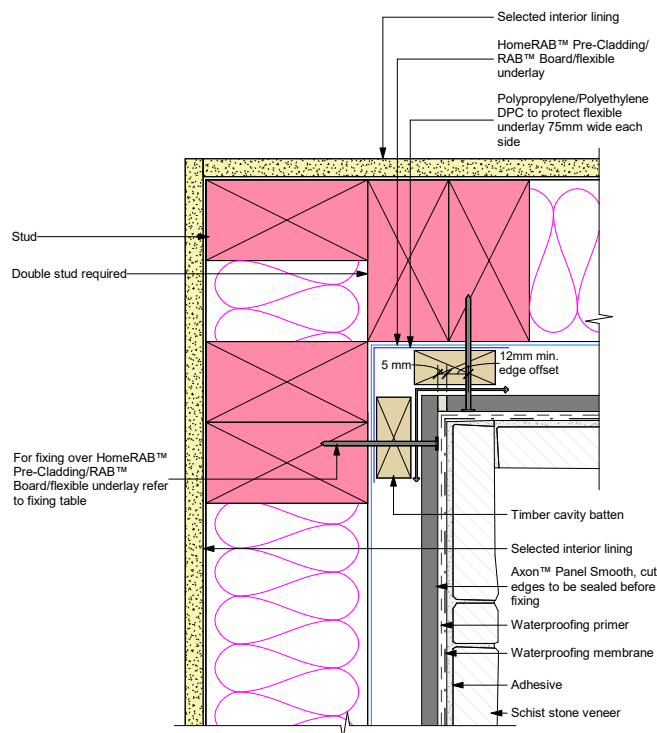 Selected interior lining
HomeRAB™ Pre-Cladding/
RAB™ Board/flexible
underlay
Polypropylene/Polyethylene
DPC to protect flexible
underlay 75mm wide each
side
Stud
Double stud required
5 mm
12mm min.
edge offset
For fixing over HomeRAB™
Pre-Cladding/RAB™
Board/flexible underlay refer
to fixing table
Timber cavity batten
Selected interior lining
Axon™ Panel Smooth, cut
edges to be sealed before
fixing
Waterproofing primer
Waterproofing membrane
Adhesive
Schist stone veneer